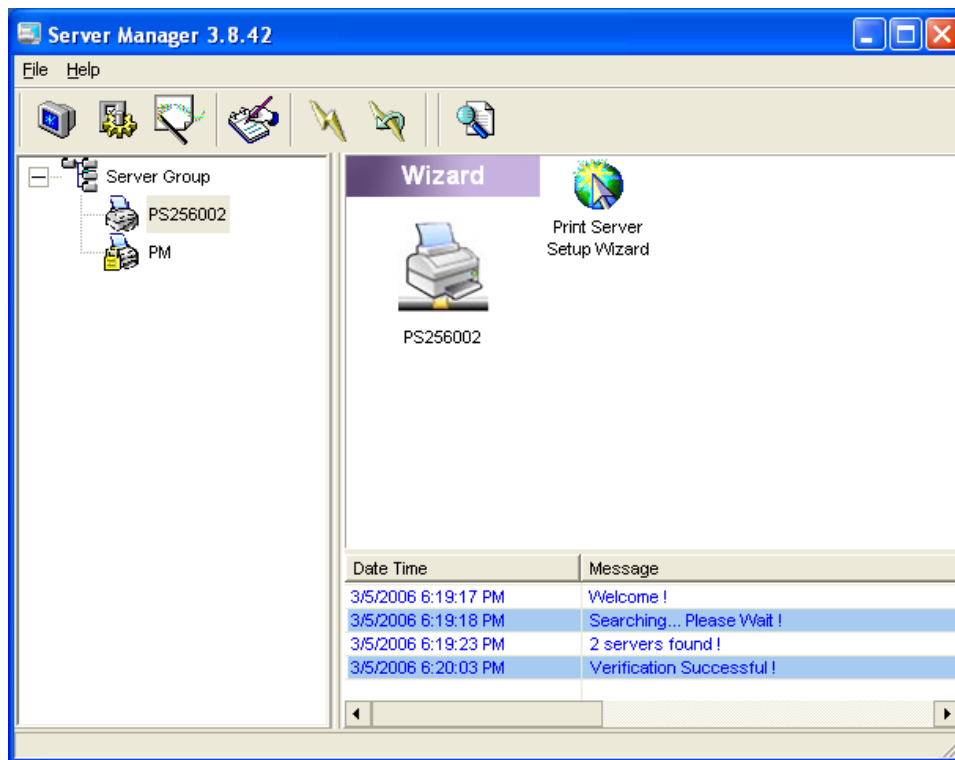 Server Manager 3.8.42
File Help
Server Group
PS256002
PM
Wizard
Print Server
Setup Wizard
PS256002
Date Time Message
3/5/2006 6:19:17 PM Welcome !
3/5/2006 6:19:18 PM Searching... Please Wait !
3/5/2006 6:19:23 PM 2 servers found !
3/5/2006 6:20:03 PM Verification Successful !